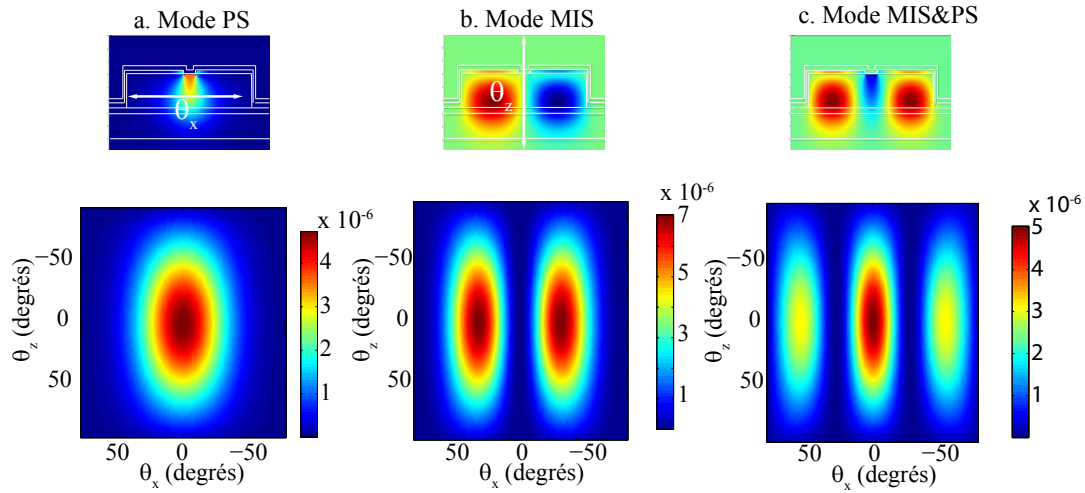 a. Mode PS
b. Mode MIS
c. Mode MIS&PS
θx
θz
x 10-6
4
3
2
1
−50
0
50
θz (degrés)
50 0 −50
θx (degrés)
x 10-6
7
5
3
1
−50
0
50
θz (degrés)
50 0 −50
θx (degrés)
x 10-6
5
4
3
2
1
0
−50
0
50
θz (degrés)
50 0 −50
θx (degrés)